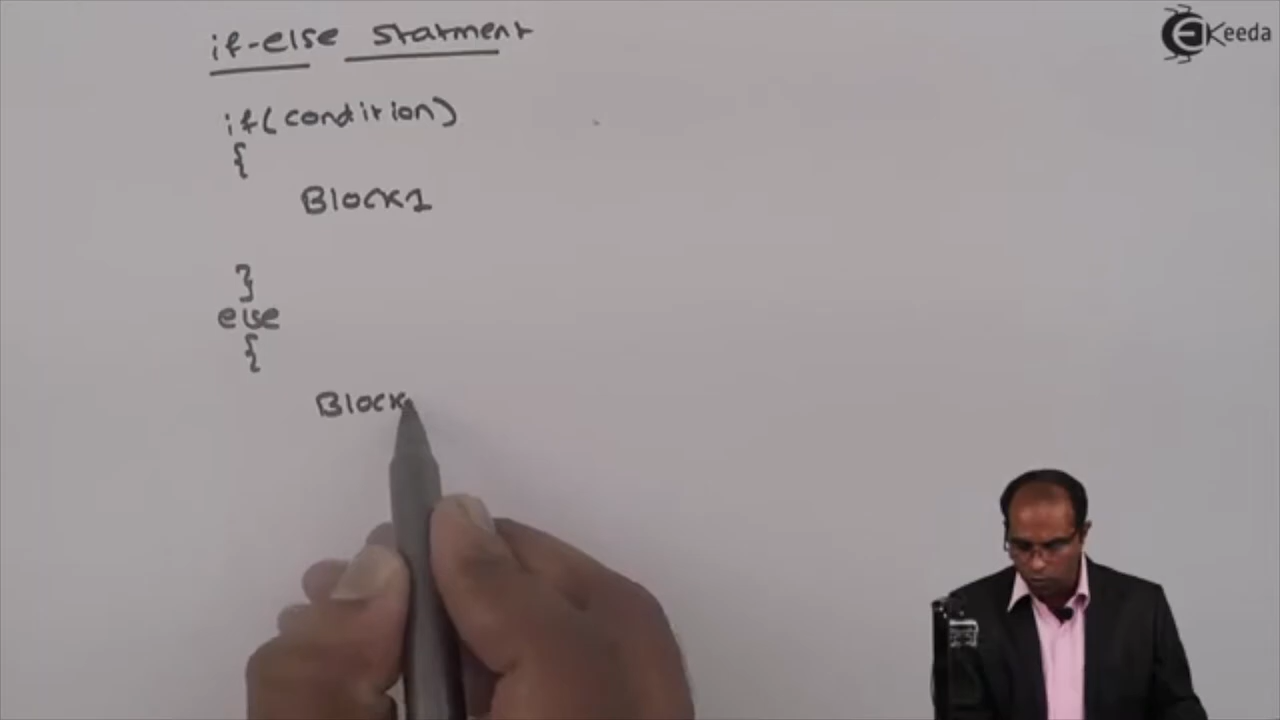 if-else statment
if(condition)
{
Block1
}
else
{
Block
EKeeda